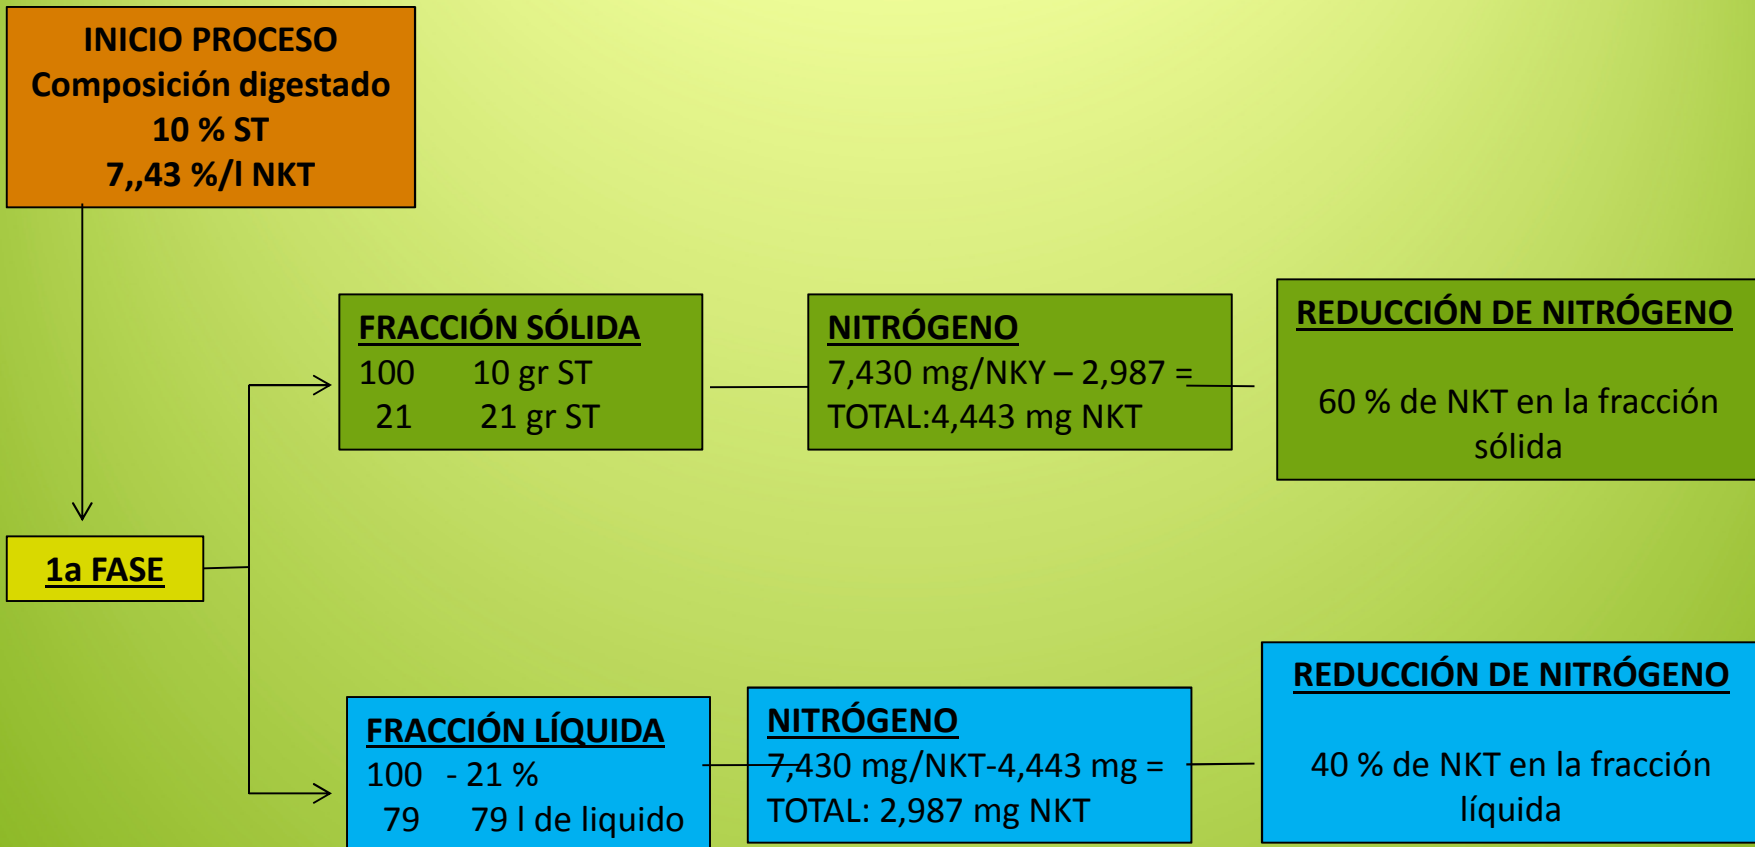 INICIO PROCESO
Composición digestado
10 % ST
7,,43 %/l NKT
FRACCIÓN SÓLIDA
100 10 gr ST
21 21 gr ST
NITRÓGENO
7,430 mg/NKY – 2,987 =
TOTAL:4,443 mg NKT
REDUCCIÓN DE NITRÓGENO
60 % de NKT en la fracción
sólida
1a FASE
FRACCIÓN LÍQUIDA
100 - 21 %
79 79 l de liquido
NITRÓGENO
7,430 mg/NKT-4,443 mg =
TOTAL: 2,987 mg NKT
REDUCCIÓN DE NITRÓGENO
40 % de NKT en la fracción
líquida